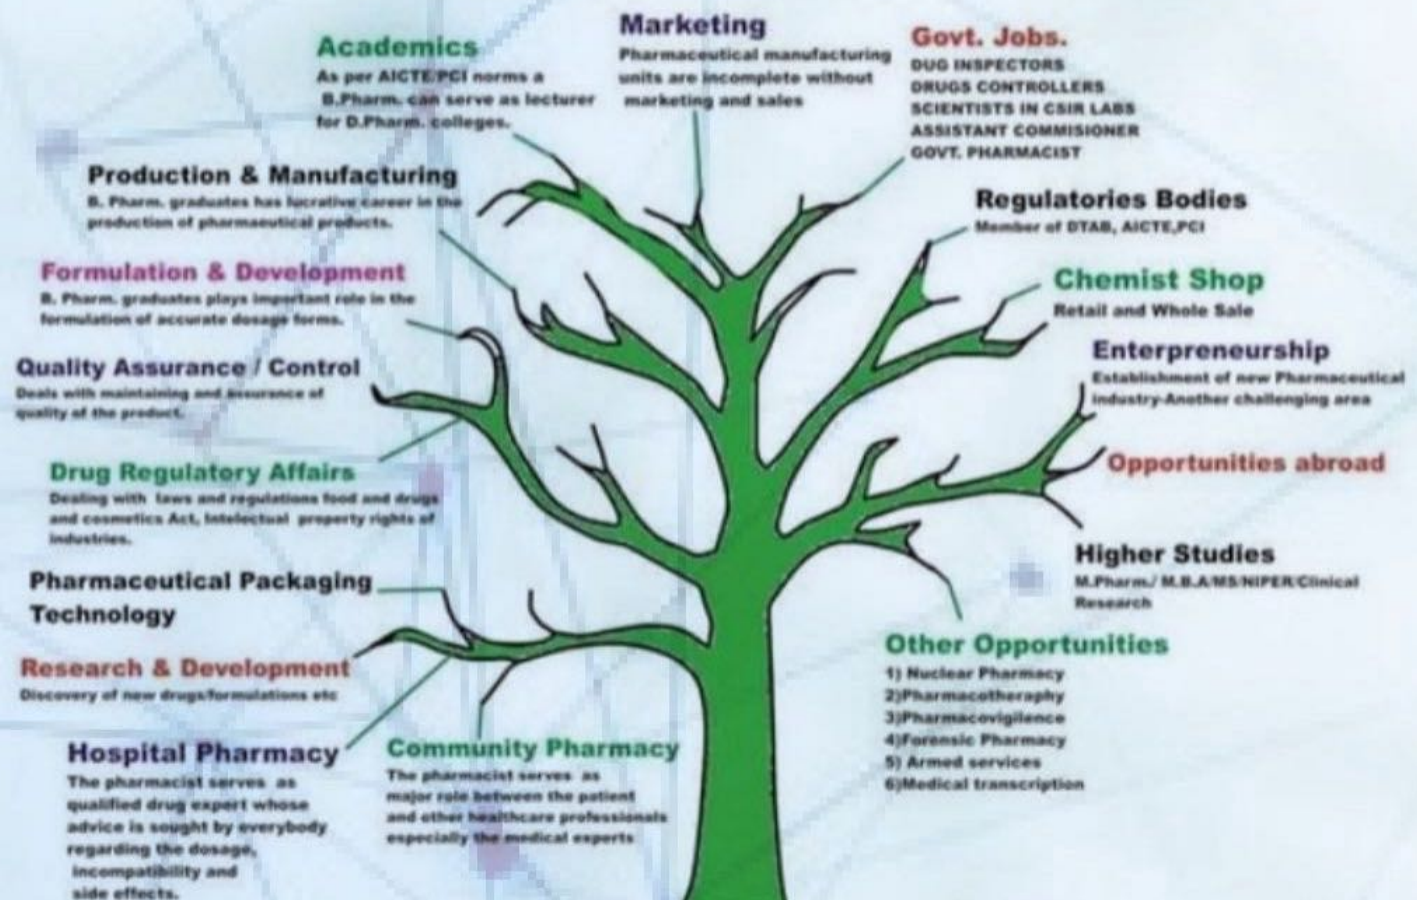 Academics
As per AICTE/PCI norms a
B.Pharm. can serve as lecturer
for D.Pharm. colleges.
Marketing
Pharmaceutical manufacturing
units are incomplete without
marketing and sales
Govt. Jobs.
DUG INSPECTORS
DRUGS CONTROLLERS
SCIENTISTS IN CSIR LABS
ASSISTANT COMMISIONER
GOVT. PHARMACIST
Production & Manufacturing
B. Pharm. graduates has lucrative career in the
production of pharmaeutical products.
Regulatories Bodies
Member of DTAB, AICTE,PCI
Formulation & Development
B. Pharm. graduates plays important role in the
formulation of accurate dosage forms.
Chemist Shop
Retail and Whole Sale
Quality Assurance / Control
Deals with maintaining and assurance of
quality of the product.
Enterpreneurship
Establishment of new Pharmaceutical
industry-Another challenging area
Drug Regulatory Affairs
Dealing with laws and regulations food and drugs
and cosmetics Act, Intelectual property rights of
industries.
Opportunities abroad
Pharmaceutical Packaging
Technology
Higher Studies
M.Pharm./ M.B.A/MS/NIPER/Clinical
Research
Research & Development
Discovery of new drugs/formulations etc
Other Opportunities
1) Nuclear Pharmacy
2)Pharmacotheraphy
3)Pharmacovigilence
4)Forensic Pharmacy
5) Armed services
6)Medical transcription
Hospital Pharmacy
The pharmacist serves as
qualified drug expert whose
advice is sought by everybody
regarding the dosage,
incompatibility and
side effects.
Community Pharmacy
The pharmacist serves as
major role between the patient
and other healthcare professionals
especially the medical experts